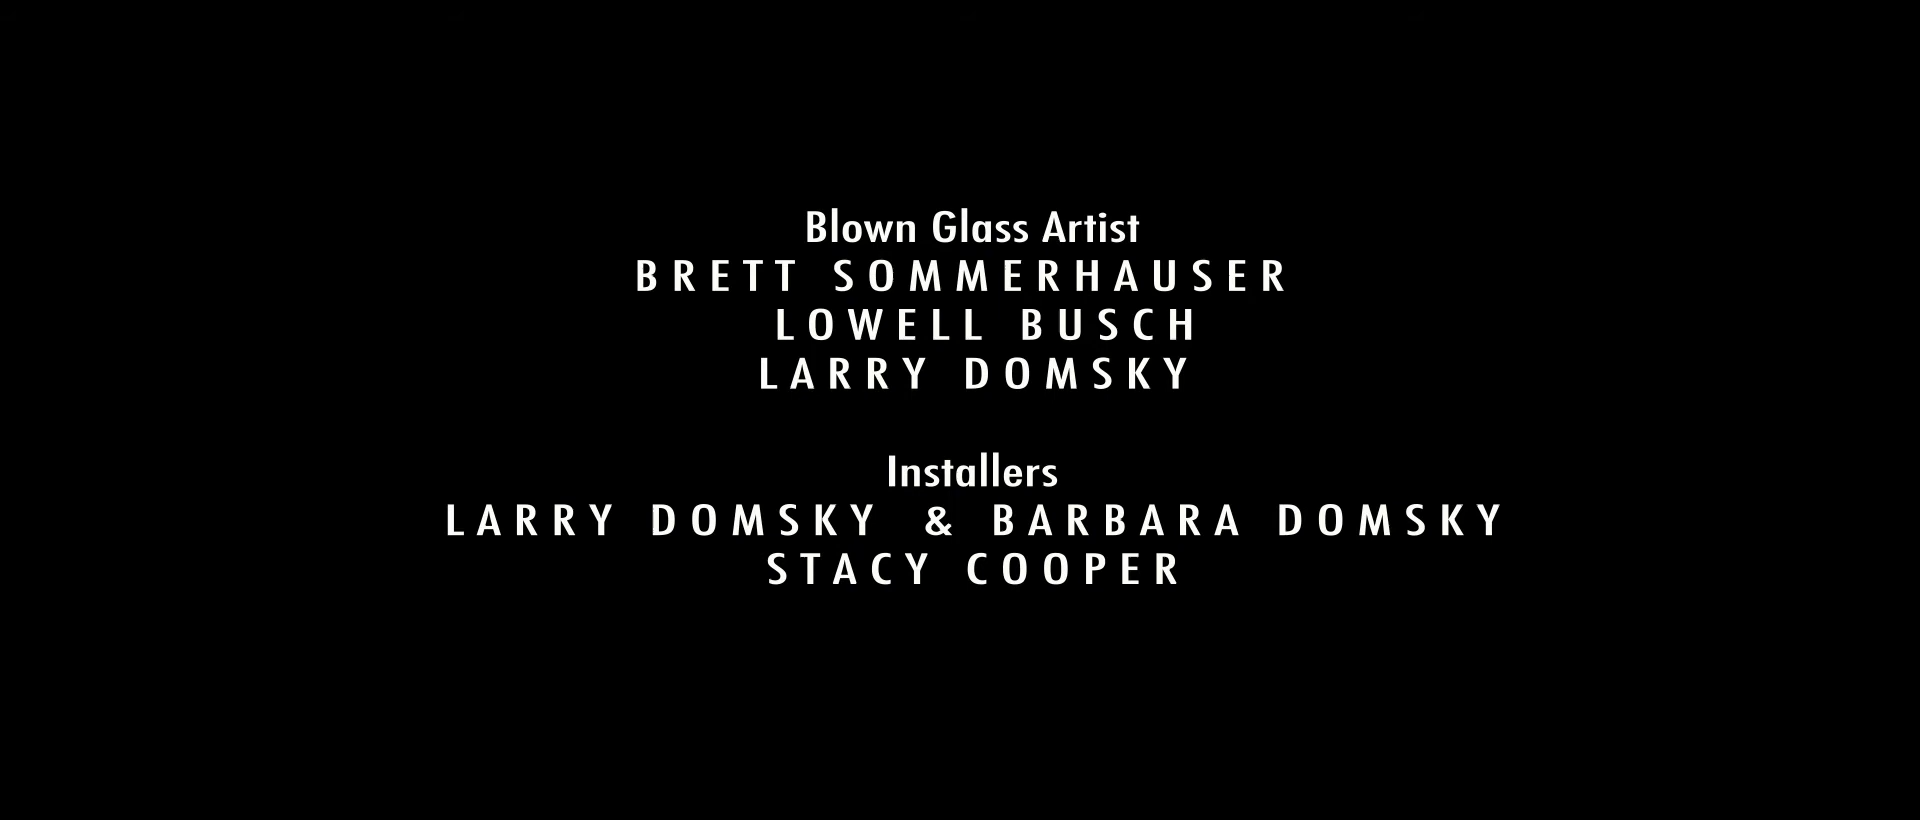 Blown Glass Artist
BRETT SOMMERHAUSER
LOWELL BUSCH
LARRY DOMSKY
Installers
LARRY DOMSKY & BARBARA DOMSKY
STACY COOPER